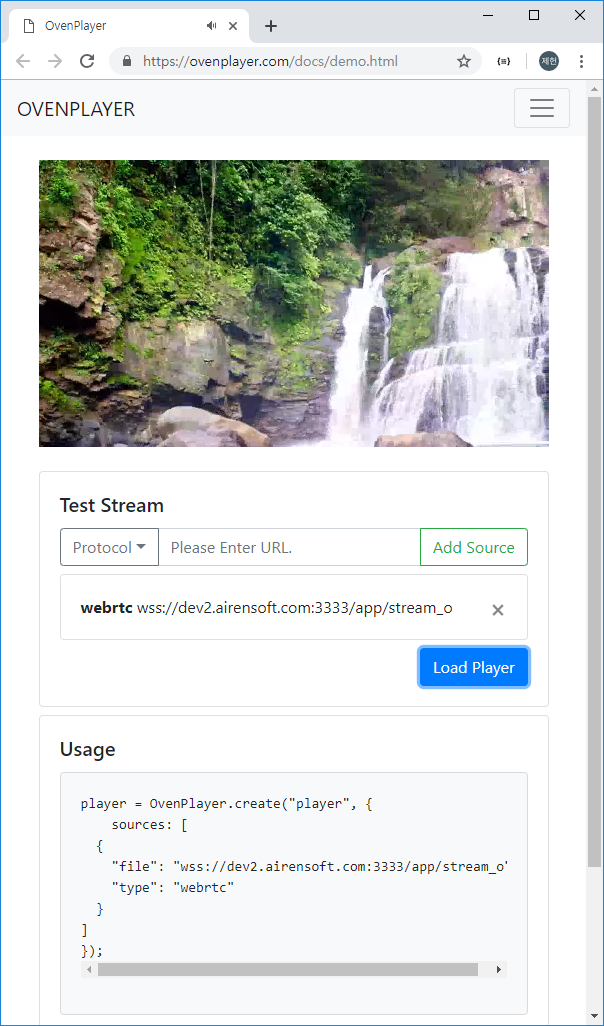 OvenPlayer
https://ovenplayer.com/docs/demo.html
제헌
OVENPLAYER
Test Stream
Protocol
Please Enter URL.
Add Source
webrtc wss://dev2.airensoft.com:3333/app/stream_o
Load Player
Usage
player = OvenPlayer.create("player", {
    sources: [
  {
    "file": "wss://dev2.airensoft.com:3333/app/stream_o"
    "type": "webrtc"
  }
]
});